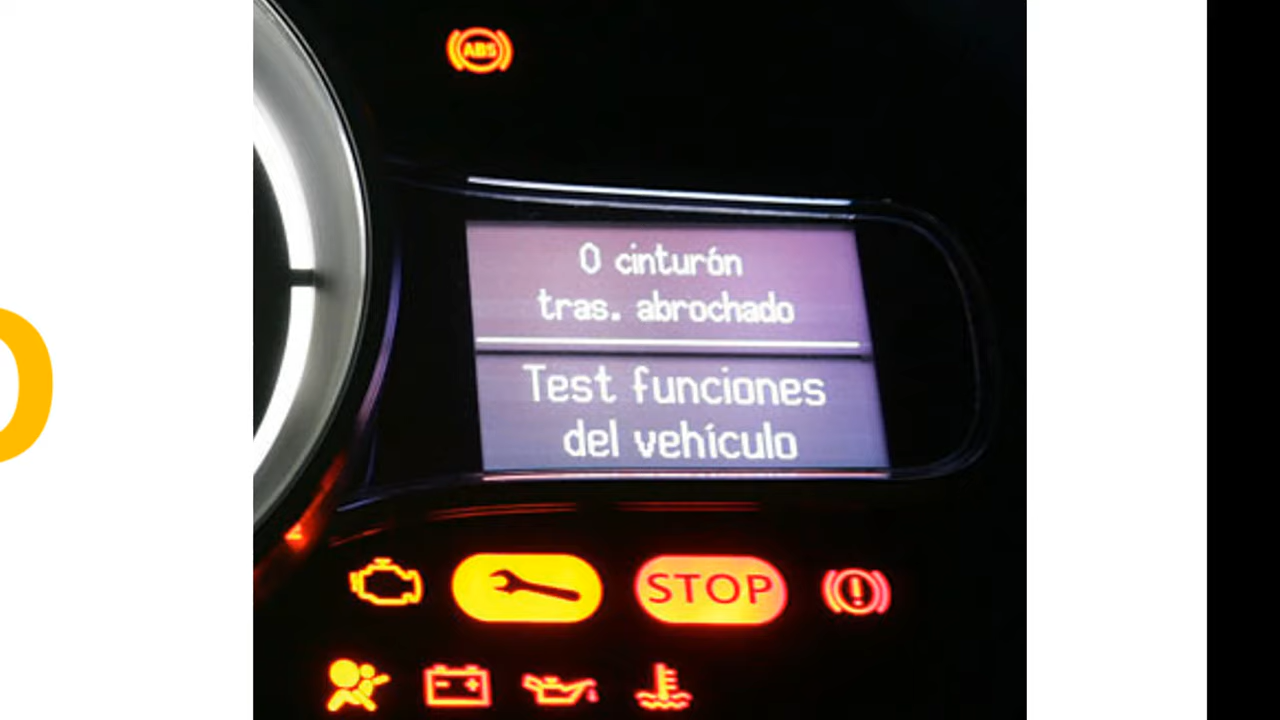 ABS
0 cinturón
tras. abrochado
Test funciones
del vehículo
STOP